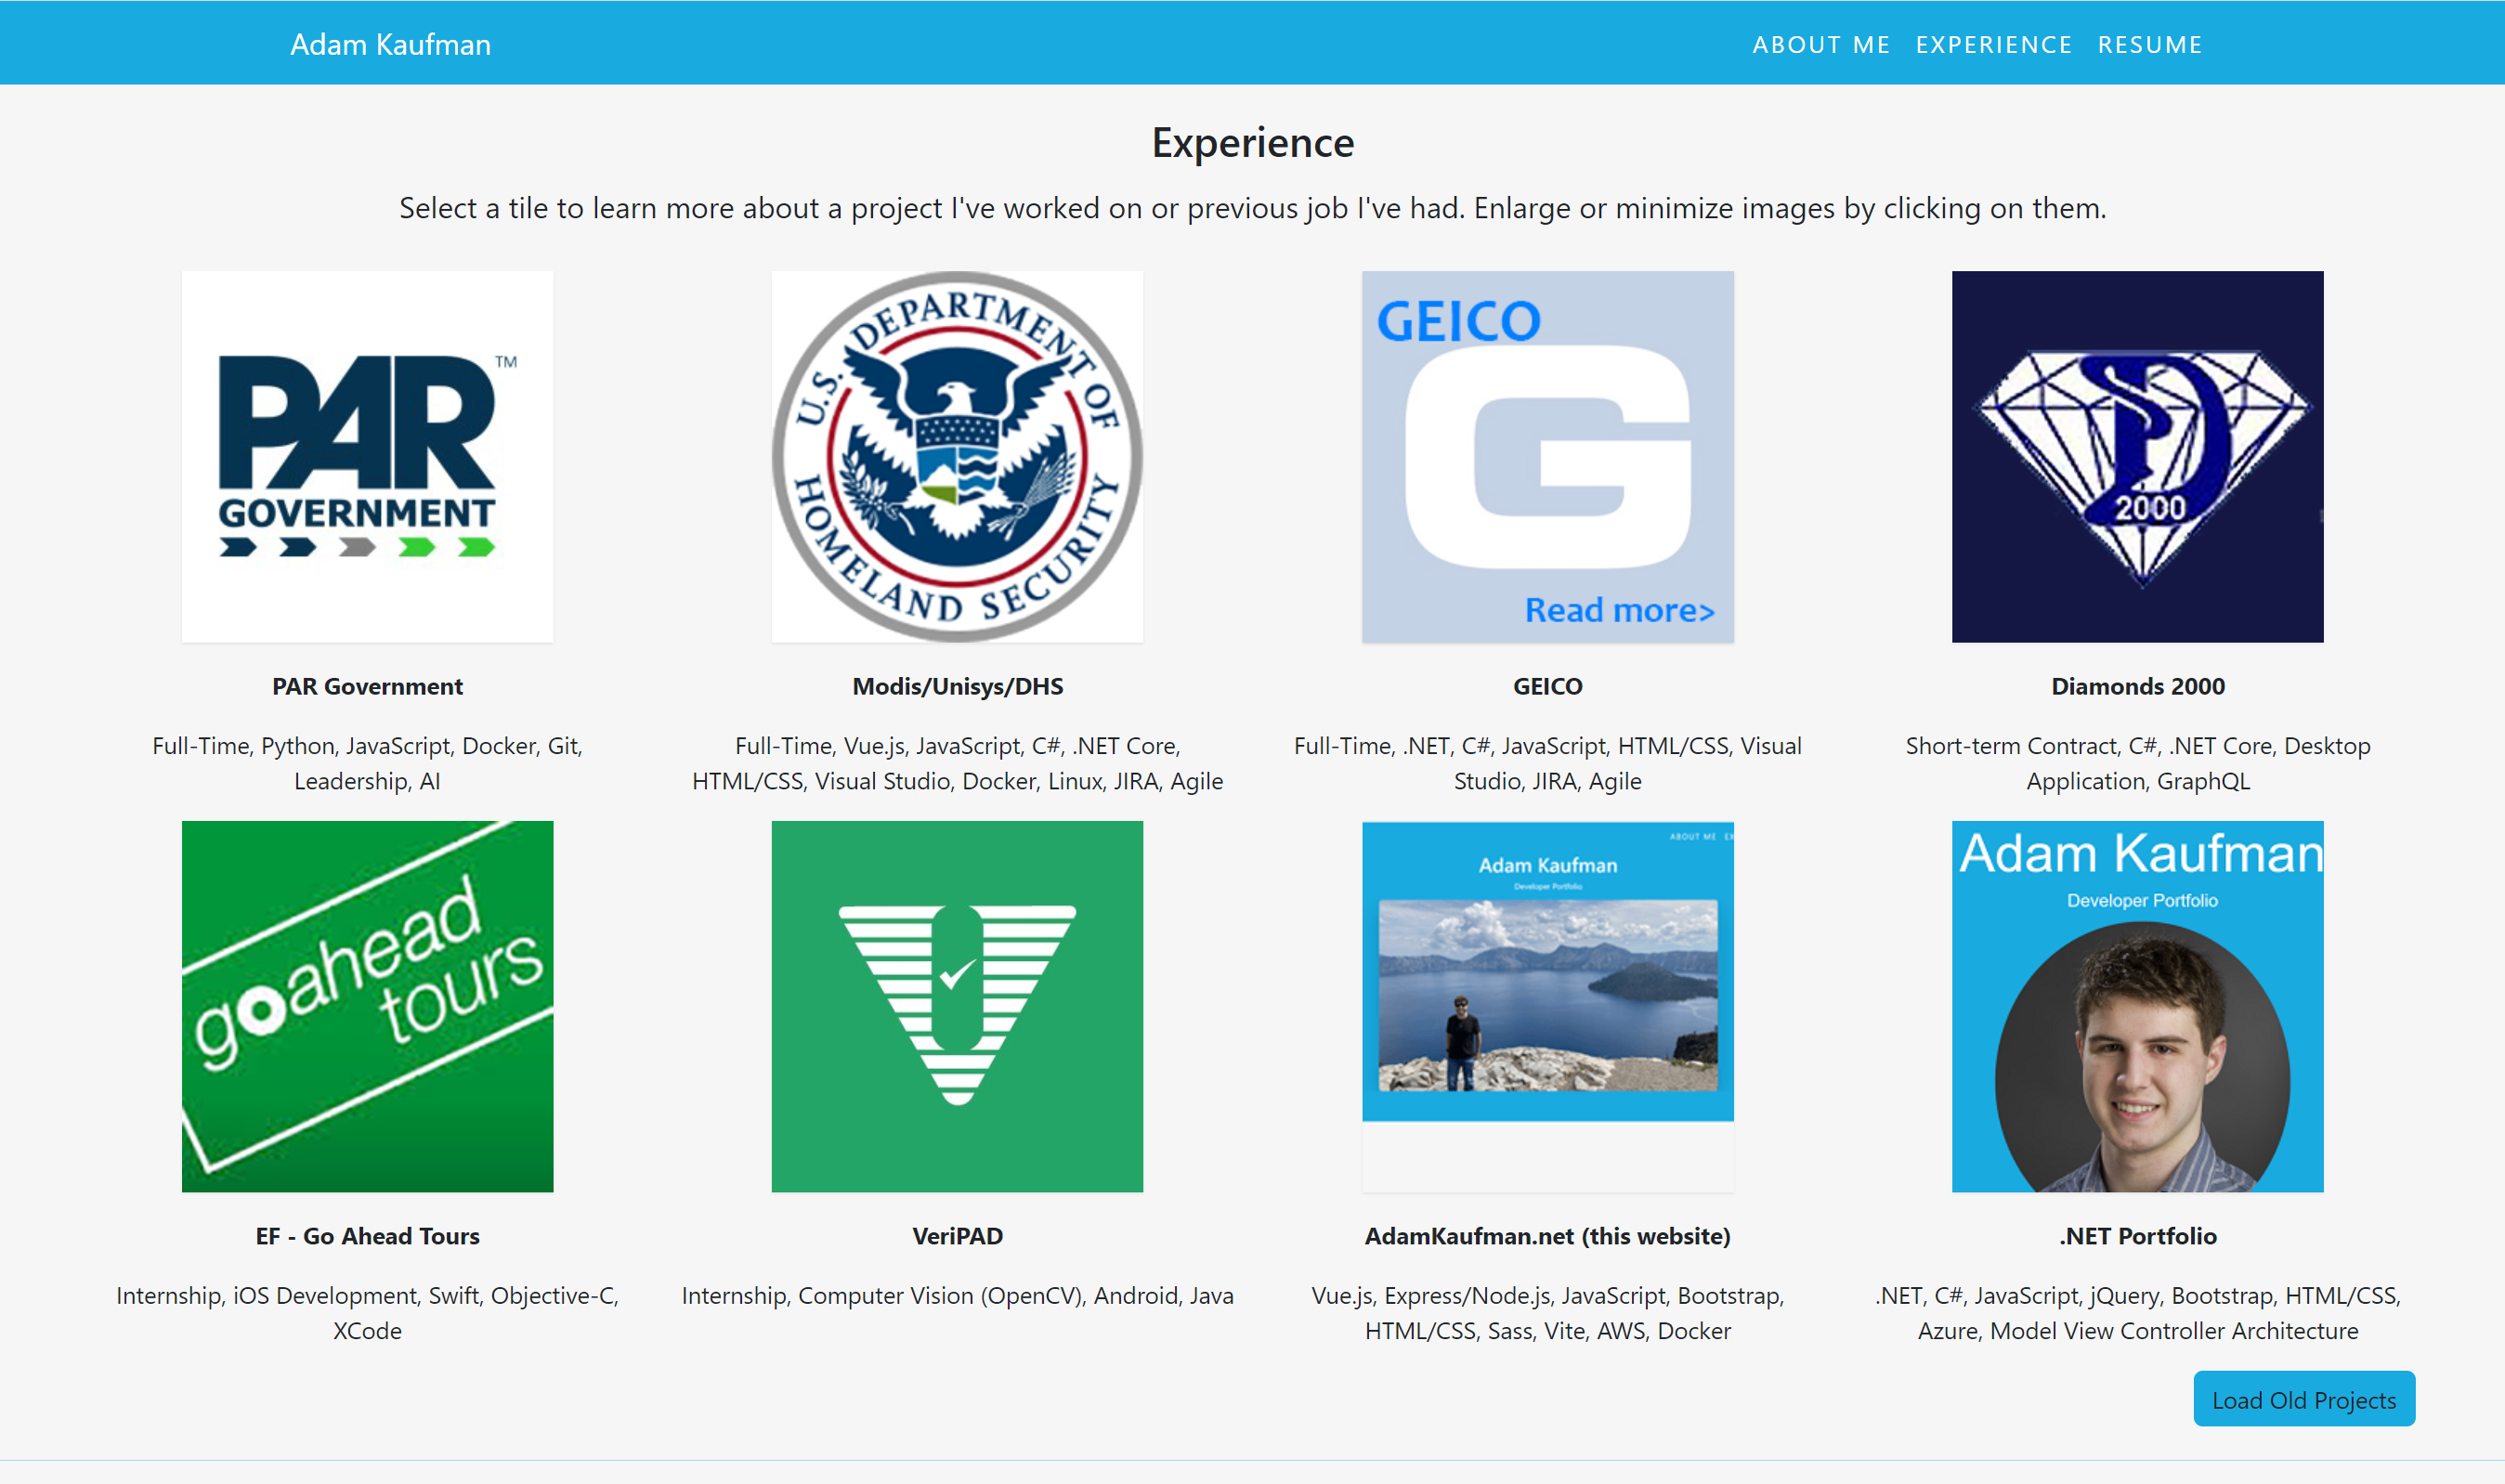 Adam Kaufman
ABOUT ME EXPERIENCE RESUME
Experience
Select a tile to learn more about a project I've worked on or previous job I've had. Enlarge or minimize images by clicking on them.
PAR™
GOVERNMENT
U.S. DEPARTMENT OF
HOMELAND SECURITY
GEICO
G
Read more>
D
2000
PAR Government
Full-Time, Python, JavaScript, Docker, Git,
Leadership, AI
Modis/Unisys/DHS
Full-Time, Vue.js, JavaScript, C#, .NET Core,
HTML/CSS, Visual Studio, Docker, Linux, JIRA, Agile
GEICO
Full-Time, .NET, C#, JavaScript, HTML/CSS, Visual
Studio, JIRA, Agile
Diamonds 2000
Short-term Contract, C#, .NET Core, Desktop
Application, GraphQL
goahead
tours
ABOUT ME EX
Adam Kaufman
Developer Portfolio
Adam Kaufman
Developer Portfolio
EF - Go Ahead Tours
Internship, iOS Development, Swift, Objective-C,
XCode
VeriPAD
Internship, Computer Vision (OpenCV), Android, Java
AdamKaufman.net (this website)
Vue.js, Express/Node.js, JavaScript, Bootstrap,
HTML/CSS, Sass, Vite, AWS, Docker
.NET Portfolio
.NET, C#, JavaScript, jQuery, Bootstrap, HTML/CSS,
Azure, Model View Controller Architecture
Load Old Projects